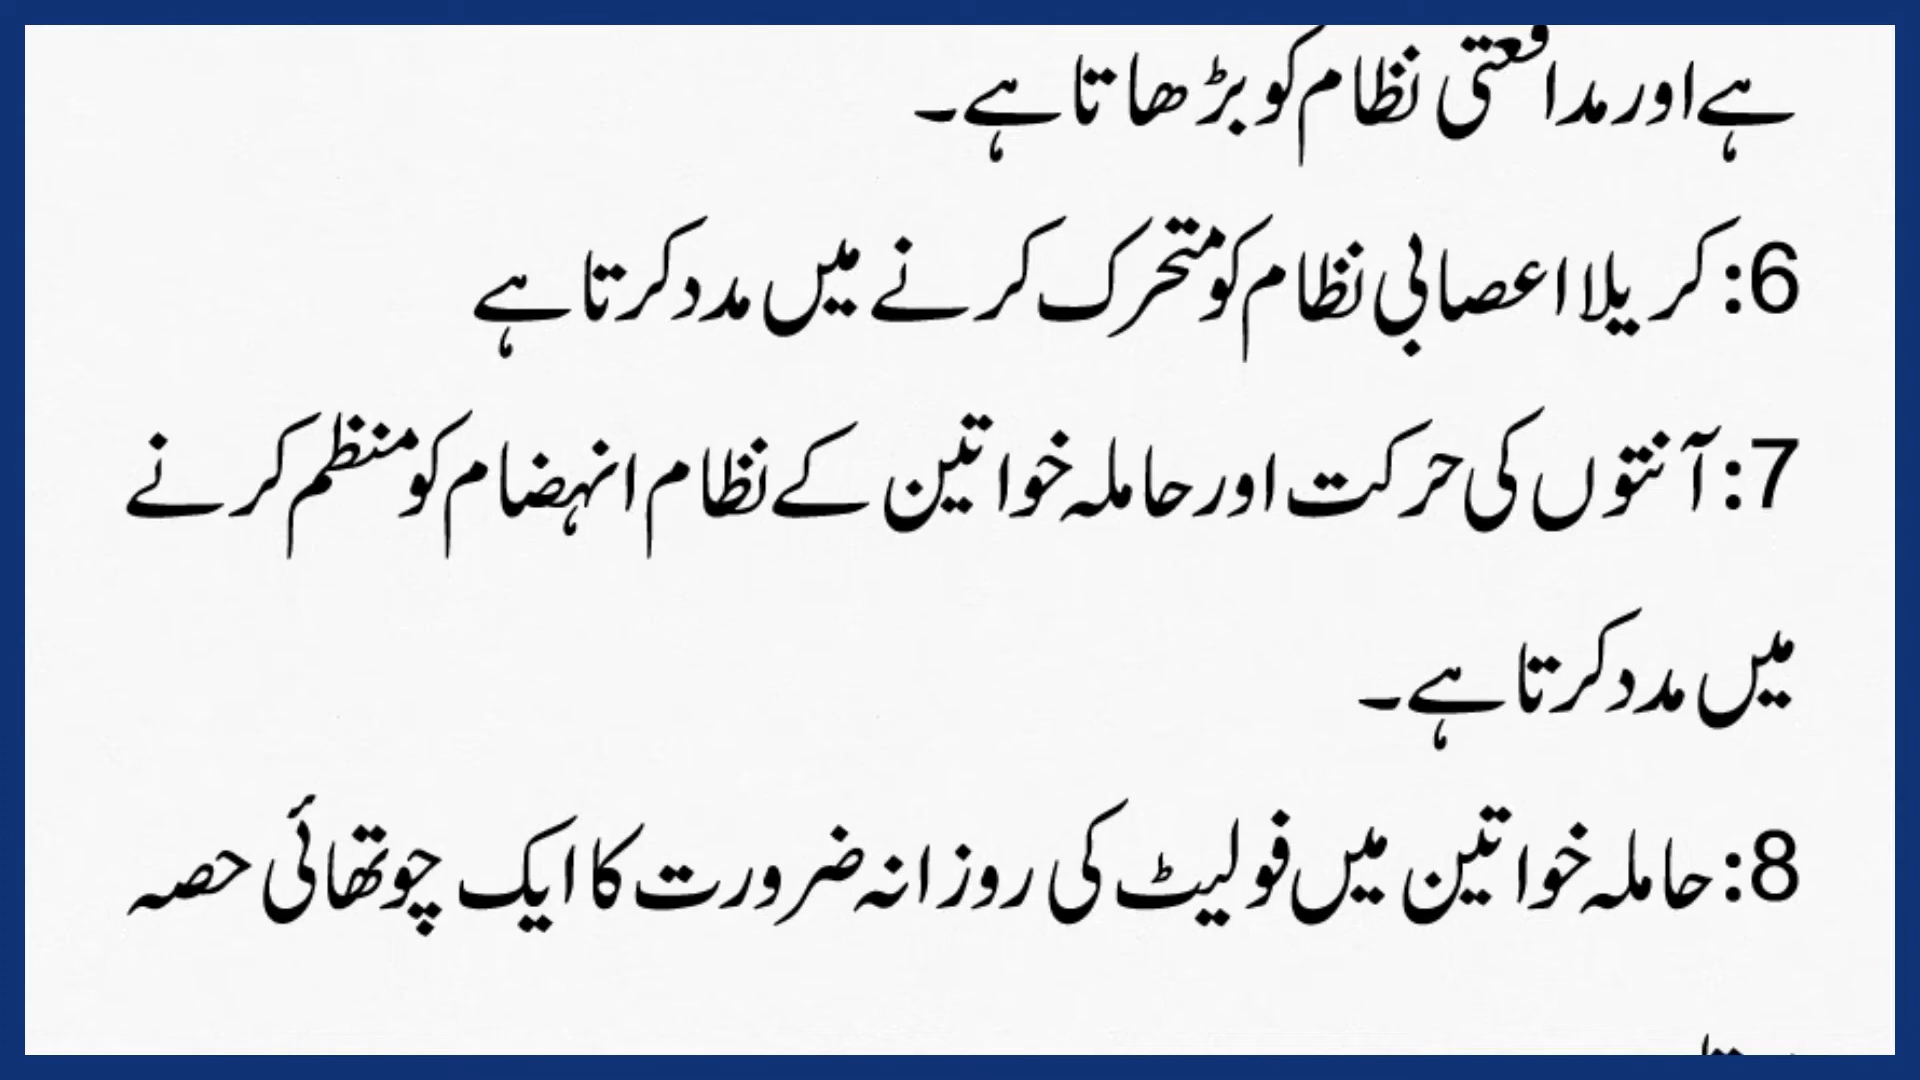 ہے اور مدافعتی نظام کو بڑھاتا ہے۔
6: کریلا اعصابی نظام کو متحرک کرنے میں مدد کرتا ہے
7: آنتوں کی حرکت اور حاملہ خواتین کے نظام انہضام کو منظم کرنے
میں مدد کرتا ہے۔
8: حاملہ خواتین میں فولیٹ کی روزانہ ضرورت کا ایک چوتھائی حصہ